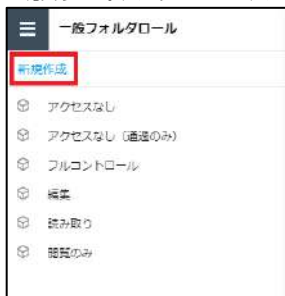 一般フォルダロール
新規作成
アクセスなし
アクセスなし（通過のみ）
フルコントロール
編集
読み取り
閲覧のみ